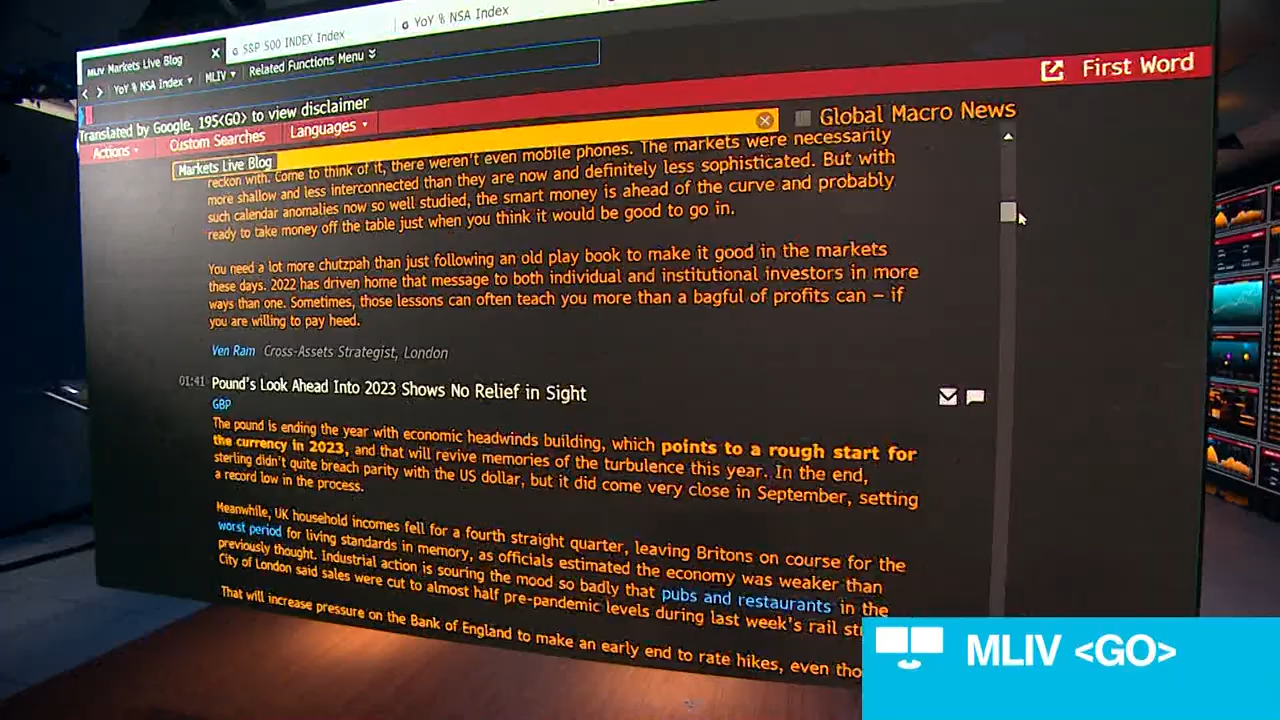 MLIV Markets Live Blog
S&P 500 INDEX Index
YoY % NSA Index
YoY % NSA Index
MLIV
Related Functions Menu
Translated by Google, 195<GO> to view disclaimer
First Word
Actions
Custom Searches
Languages
Markets Live Blog
Global Macro News
reckon with. Come to think of it, there weren't even mobile phones. The markets were necessarily
more shallow and less interconnected than they are now and definitely less sophisticated. But with
such calendar anomalies now so well studied, the smart money is ahead of the curve and probably
ready to take money off the table just when you think it would be good to go in.
You need a lot more chutzpah than just following an old play book to make it good in the markets
these days. 2022 has driven home that message to both individual and institutional investors in more
ways than one. Sometimes, those lessons can often teach you more than a bagful of profits can – if
you are willing to pay heed.
Ven Ram Cross-Assets Strategist, London
01:41 Pound's Look Ahead Into 2023 Shows No Relief in Sight
GBP
The pound is ending the year with economic headwinds building, which points to a rough start for
the currency in 2023, and that will revive memories of the turbulence this year. In the end,
sterling didn't quite breach parity with the US dollar, but it did come very close in September, setting
a record low in the process.
Meanwhile, UK household incomes fell for a fourth straight quarter, leaving Britons on course for the
worst period for living standards in memory, as officials estimated the economy was weaker than
previously thought. Industrial action is souring the mood so badly that pubs and restaurants in the
City of London said sales were cut to almost half pre-pandemic levels during last week's rail st
That will increase pressure on the Bank of England to make an early end to rate hikes, even tho
MLIV <GO>